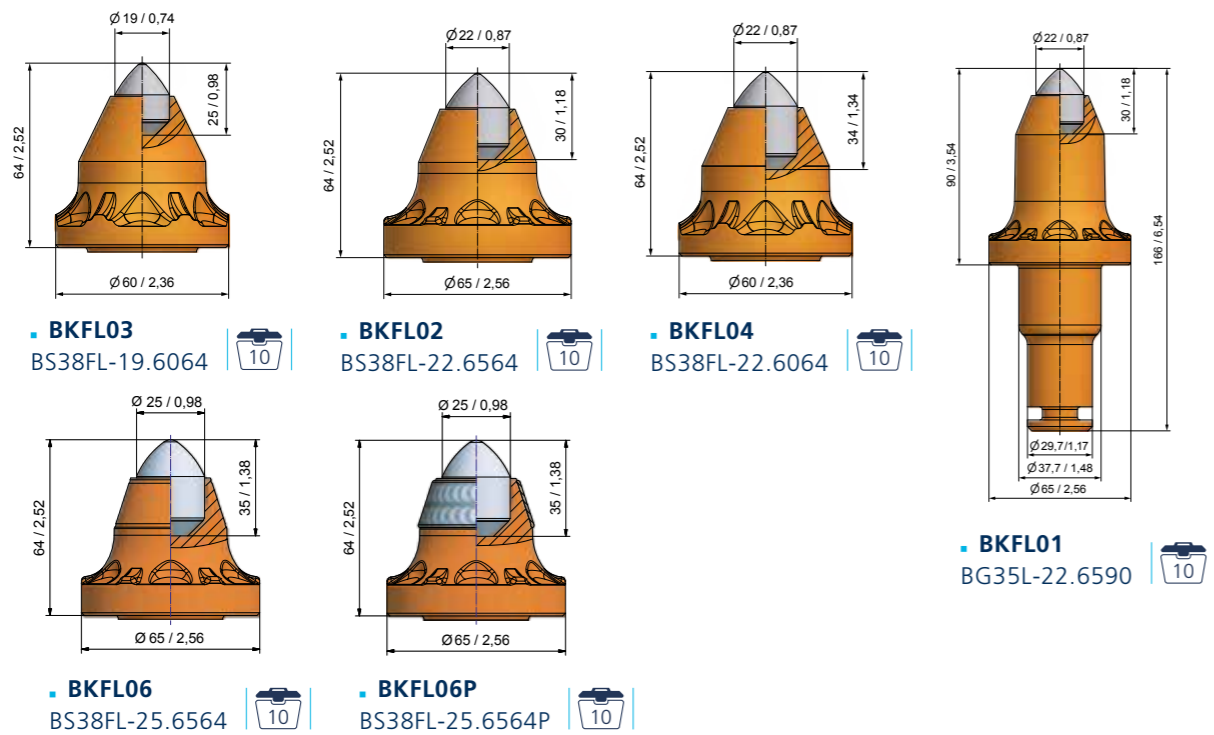 Ø 19 / 0,74
64 / 2,52
25 / 0,98
Ø 60 / 2,36
▪ BKFL03
BS38FL-19.6064
10
Ø 22 / 0,87
64 / 2,52
30 / 1,18
Ø 65 / 2,56
▪ BKFL02
BS38FL-22.6564
10
Ø 22 / 0,87
64 / 2,52
34 / 1,34
Ø 60 / 2,36
▪ BKFL04
BS38FL-22.6064
10
Ø 22 / 0,87
90 / 3,54
30 / 1,18
166 / 6,54
Ø 29,7/1,17
Ø 37,7 / 1,48
Ø 65 / 2,56
▪ BKFL01
BG35L-22.6590
10
Ø 25 / 0,98
64 / 2,52
35 / 1,38
Ø 65 / 2,56
▪ BKFL06
BS38FL-25.6564
10
Ø 25 / 0,98
64 / 2,52
35 / 1,38
Ø 65 / 2,56
▪ BKFL06P
BS38FL-25.6564P
10